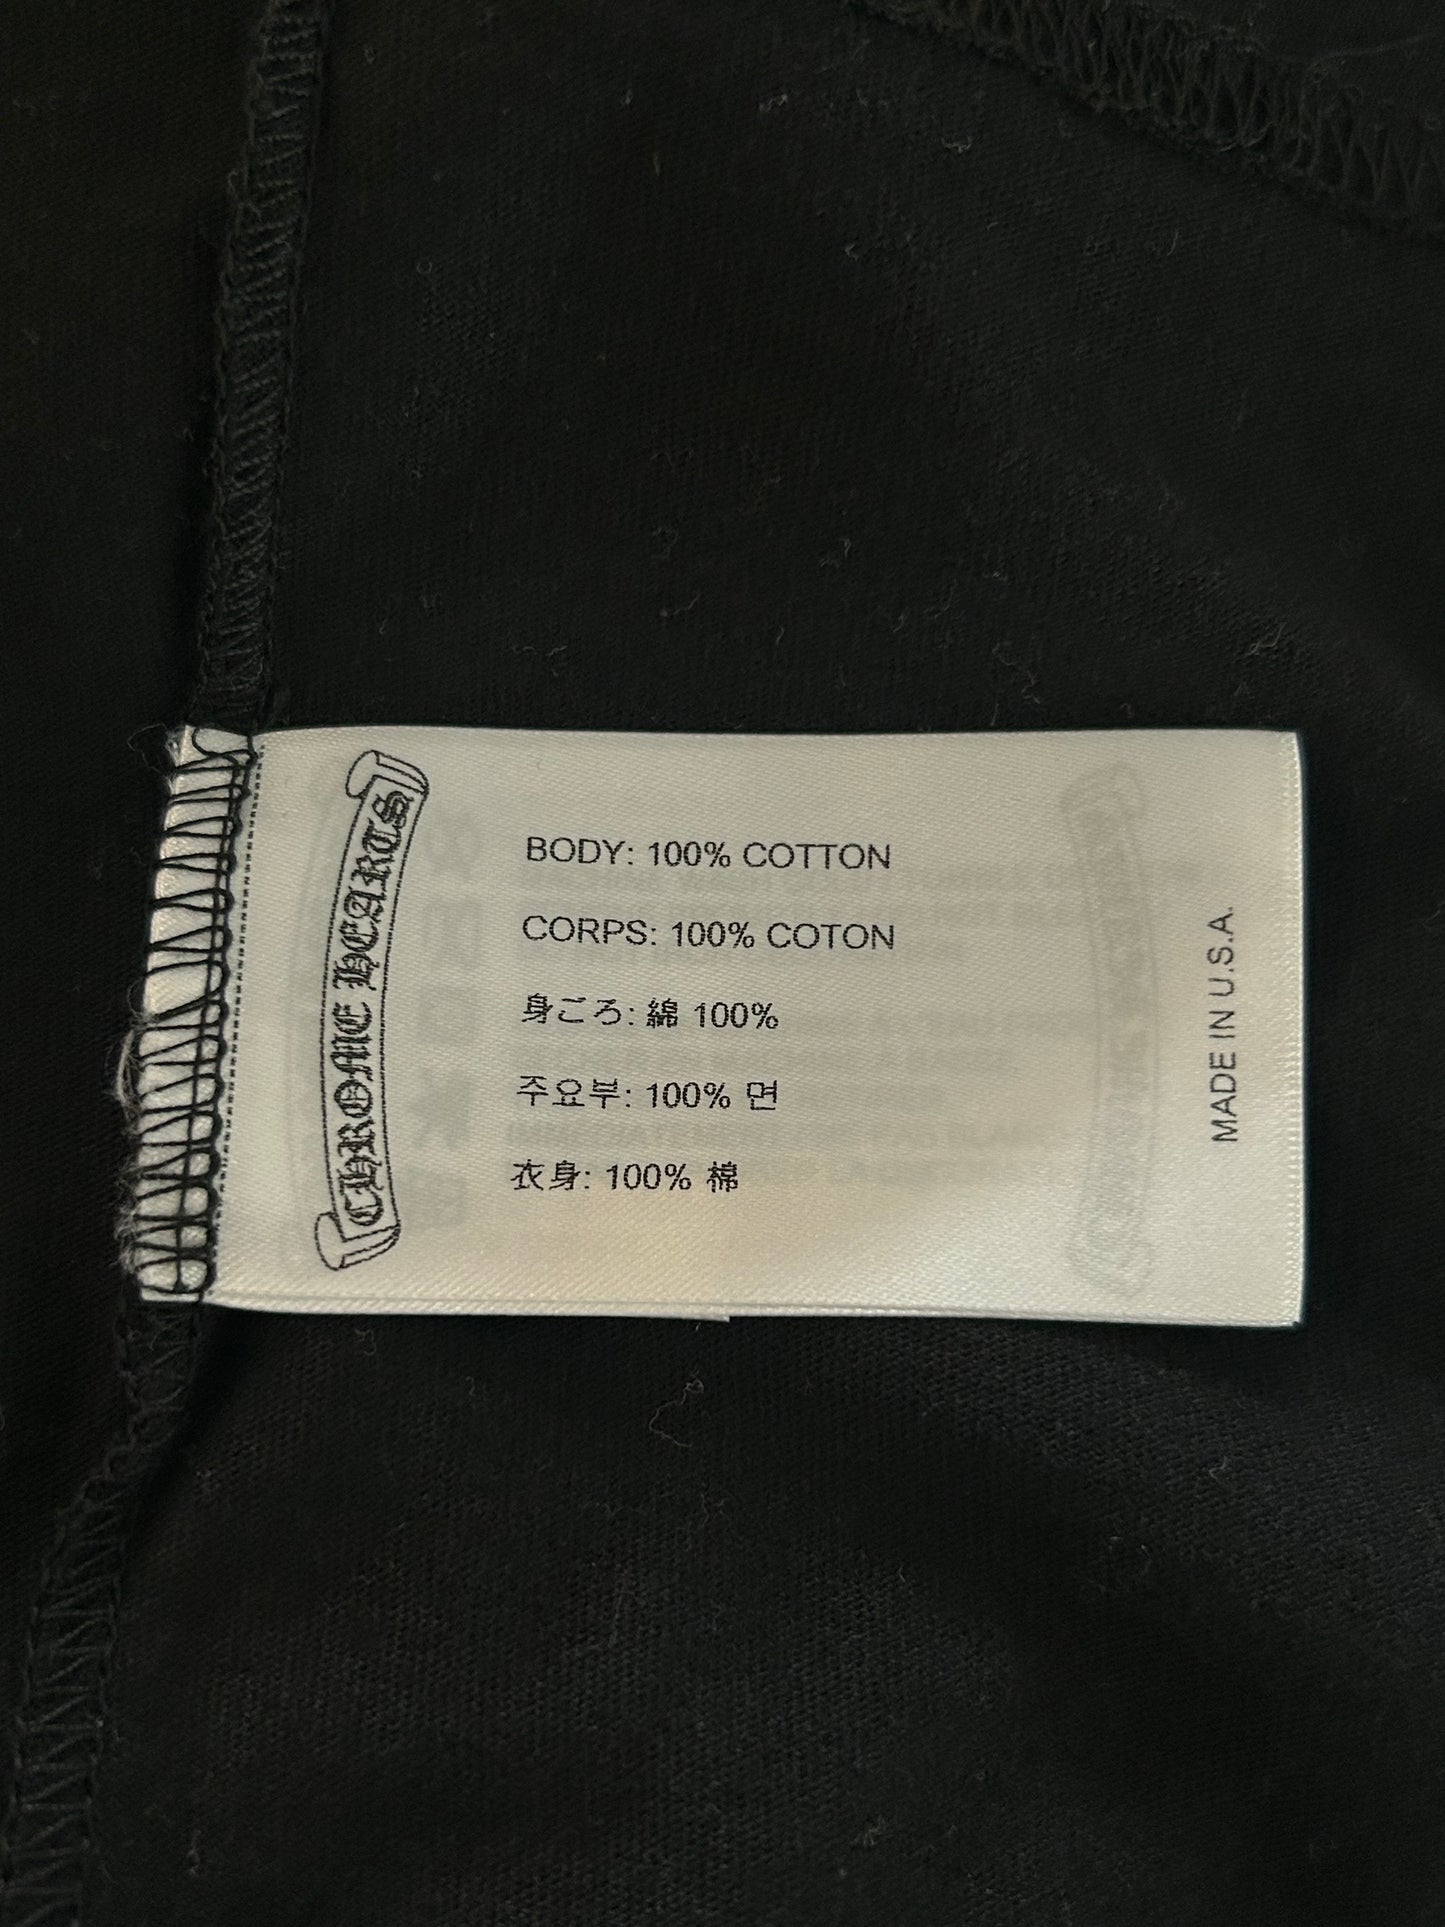 CHROME HEARTS
BODY: 100% COTTON
CORPS: 100% COTON
身ごろ: 綿 100%
주요부: 100% 면
衣身: 100% 棉
MADE IN U.S.A.